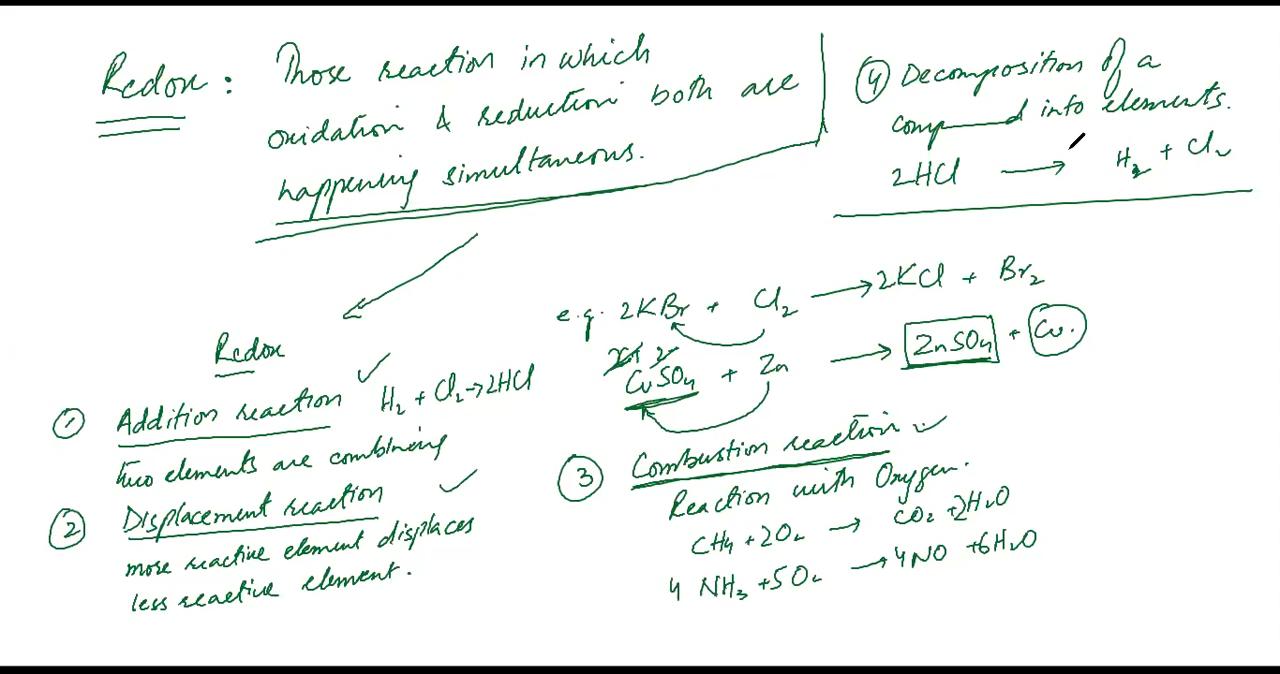 Redox : Those reaction in which
oxidation & reduction both are
happening simultaneous.
④ Decomposition of a
compound into elements.
2HCl → H₂ + Cl₂
Redox
① Addition reaction ✓ H₂ + Cl₂ → 2HCl
two elements are combining
② Displacement reaction ✓
more reactive element displaces
less reactive element.
e.g. 2KBr + Cl₂ → 2KCl + Br₂
CuSO₄ + Zn → ZnSO₄ + Cu.
③ Combustion reaction ✓
Reaction with Oxygen.
CH₄ + 2O₂ → CO₂ + 2H₂O
4 NH₃ + 5O₂ → 4NO + 6H₂O